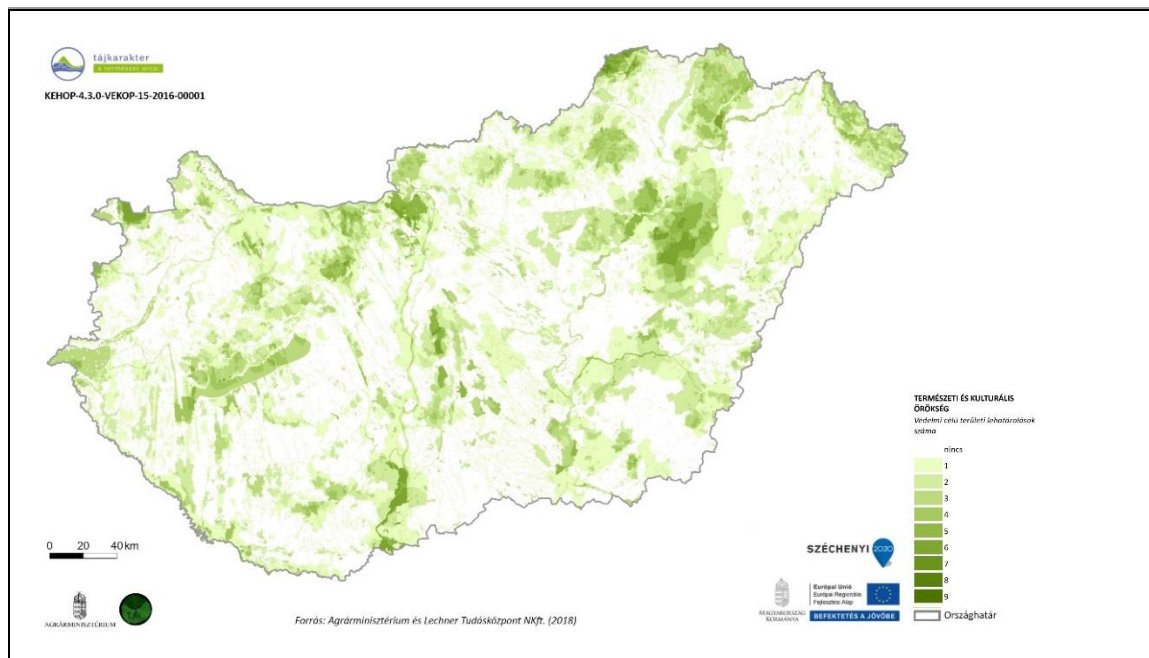 tájkarakter
a természet arcai
KEHOP-4.3.0-VEKOP-15-2016-00001
TERMÉSZETI ÉS KULTURÁLIS
ÖRÖKSÉG
Védelmi célú területi lehatárolások
száma
nincs
1
2
3
4
5
6
7
8
9
Országhatár
0 20 40 km
SZÉCHENYI 2020
AGRÁRMINISZTÉRIUM
Forrás: Agrárminisztérium és Lechner Tudásközpont NKft. (2018)
MAGYARORSZÁG
KORMÁNYA
Európai Unió
Európai Regionális
Fejlesztési Alap
BEFEKTETÉS A JÖVŐBE